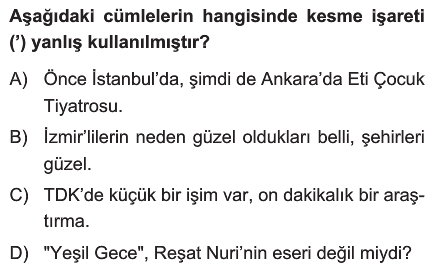 Aşağıdaki cümlelerin hangisinde kesme işareti
(’) yanlış kullanılmıştır?
A) Önce İstanbul’da, şimdi de Ankara’da Eti Çocuk
Tiyatrosu.
B) İzmir’lilerin neden güzel oldukları belli, şehirleri
güzel.
C) TDK’de küçük bir işim var, on dakikalık bir araş-
tırma.
D) "Yeşil Gece", Reşat Nuri’nin eseri değil miydi?